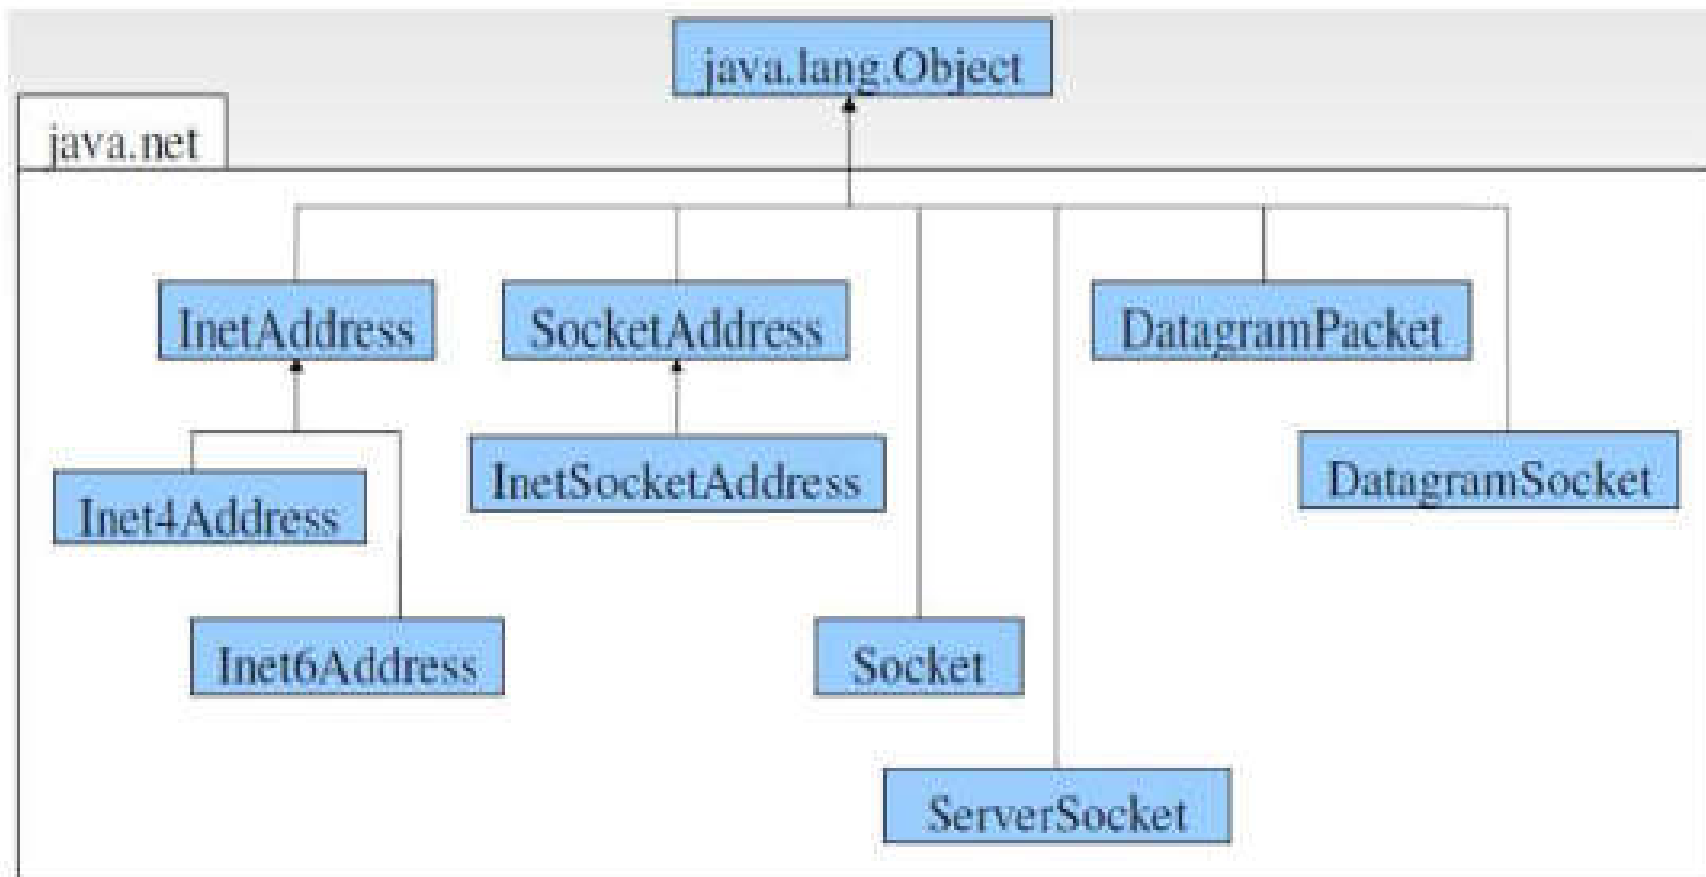 java.lang.Object
java.net
InetAddress
SocketAddress
DatagramPacket
InetSocketAddress
DatagramSocket
Inet4Address
Inet6Address
Socket
ServerSocket